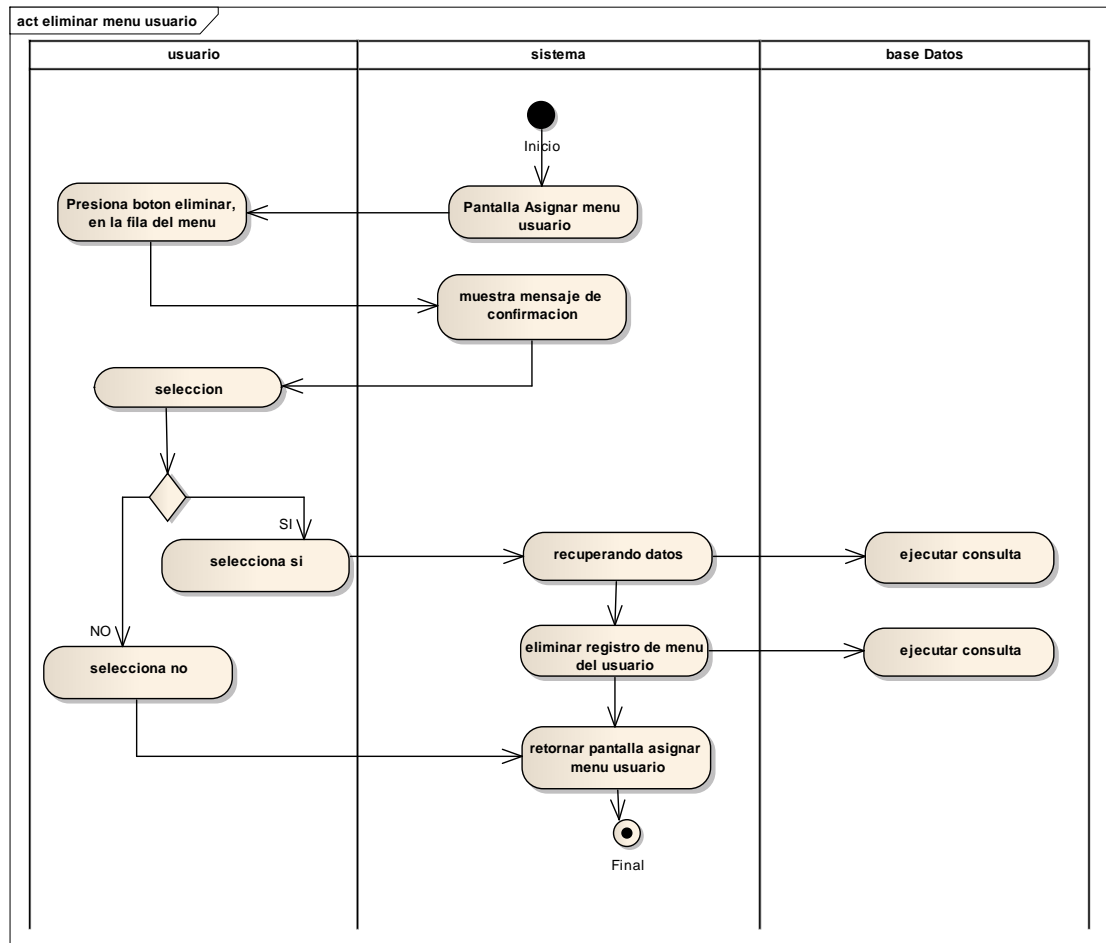 act eliminar menu usuario
usuario
sistema
base Datos
Inicio
Presiona boton eliminar,
en la fila del menu
Pantalla Asignar menu
usuario
muestra mensaje de
confirmacion
seleccion
SI
selecciona si
recuperando datos
ejecutar consulta
NO
selecciona no
eliminar registro de menu
del usuario
ejecutar consulta
retornar pantalla asignar
menu usuario
Final